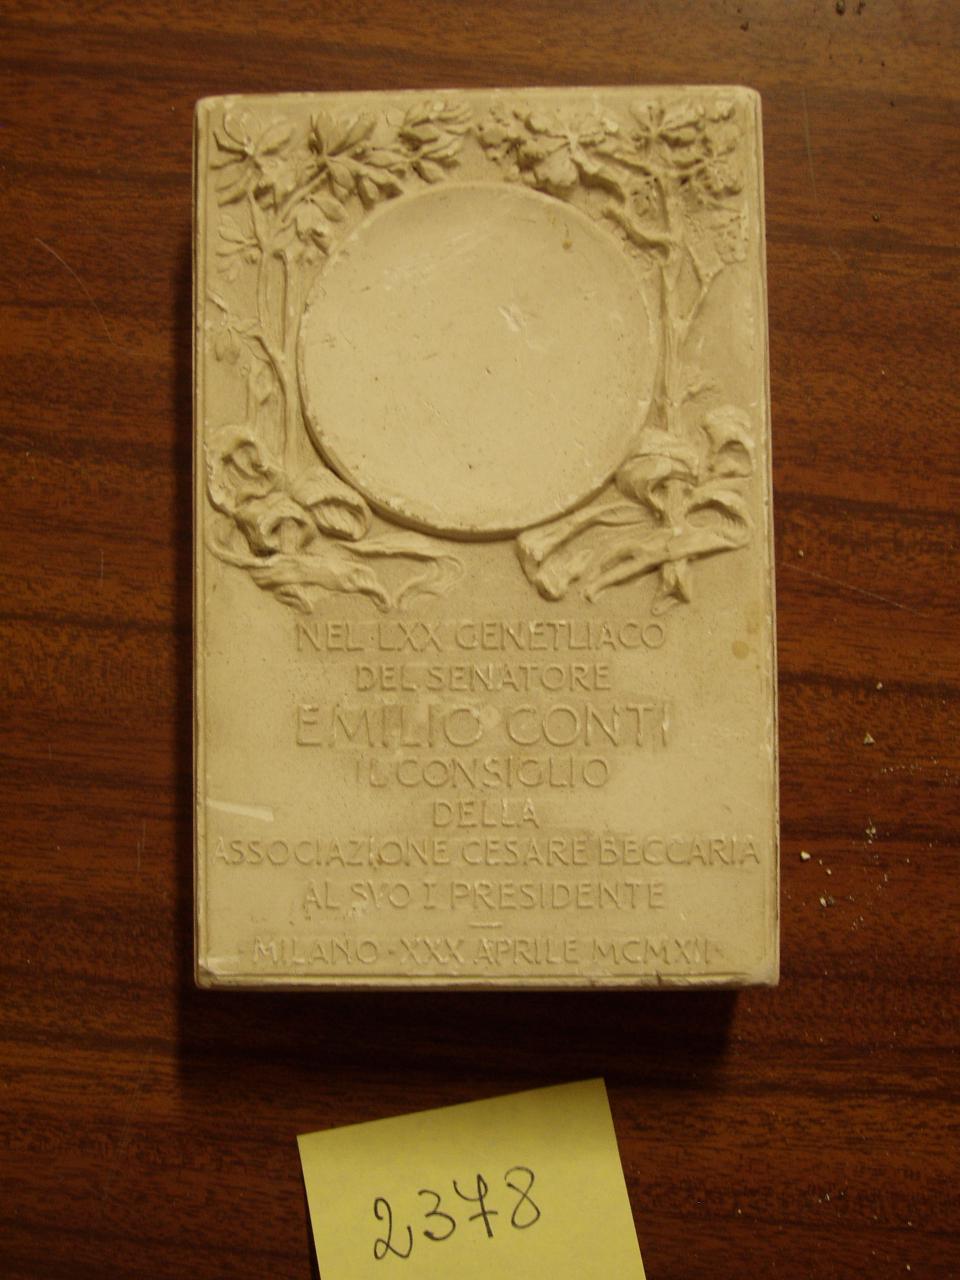 NEL·LXX GENETLIACO
DEL SENATORE
EMILIO CONTI
IL CONSIGLIO
DELLA
ASSOCIAZIONE CESARE BECCARIA
AL SVO I PRESIDENTE
MILANO·XXX APRILE MCMXII
2378